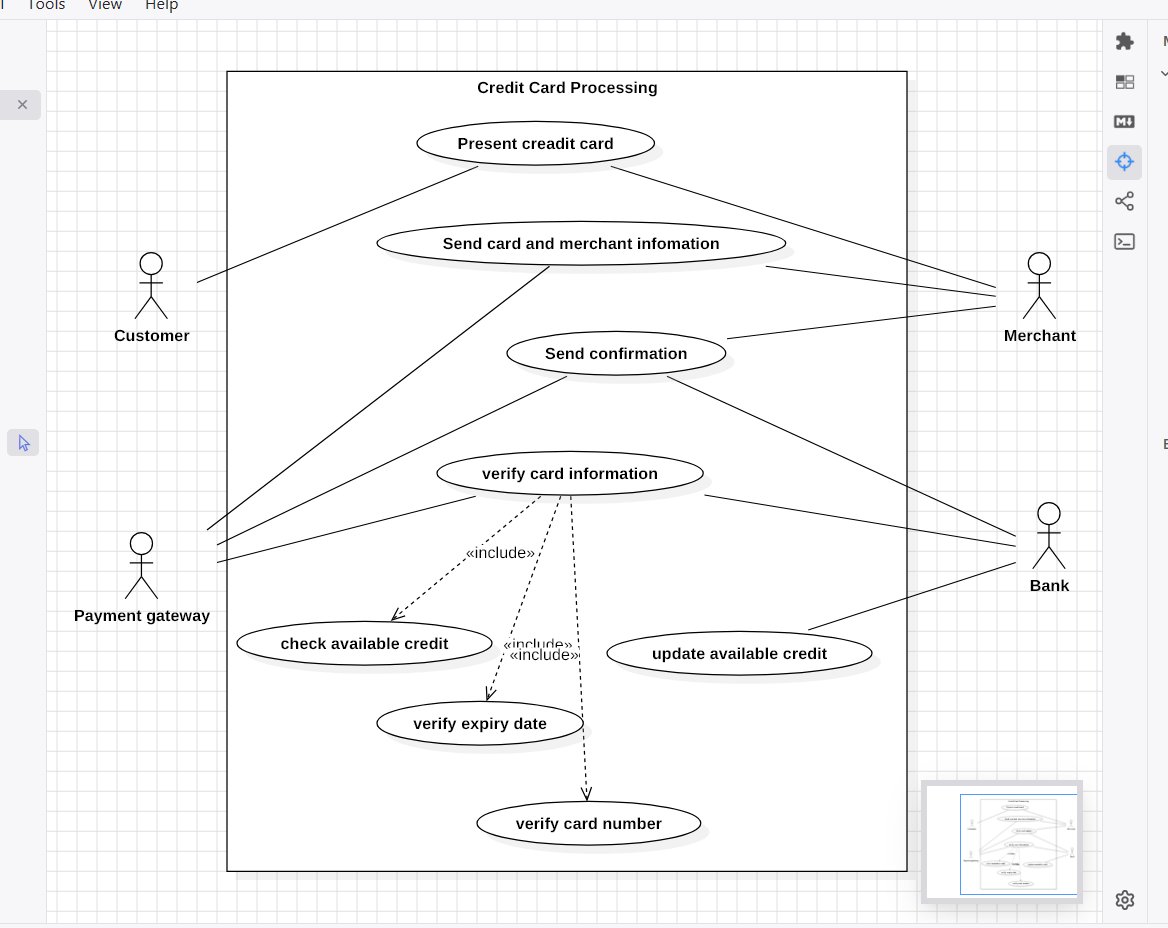 Tools View Help
Credit Card Processing
Present creadit card
Send card and merchant infomation
Customer
Merchant
Send confirmation
verify card information
«include»
Payment gateway
Bank
check available credit
«include»
«include»
update available credit
verify expiry date
verify card number